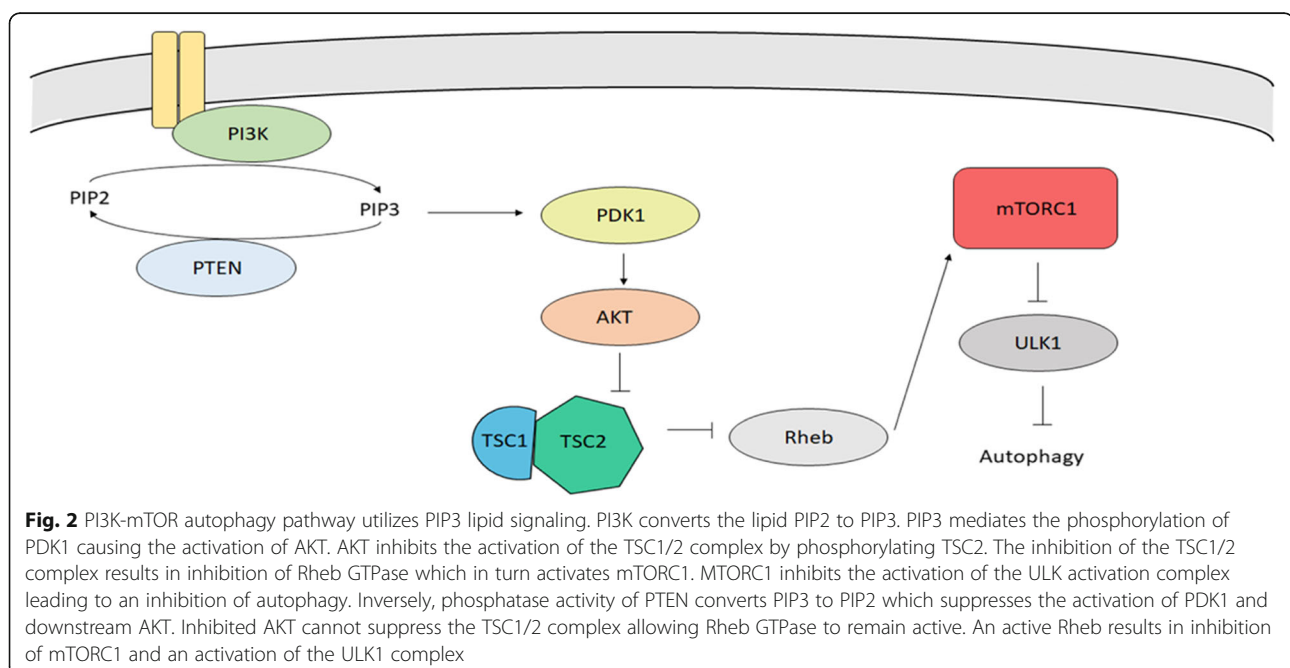 PI3K
PIP2
PIP3
PTEN
PDK1
AKT
TSC1
TSC2
Rheb
mTORC1
ULK1
Autophagy
Fig. 2 PI3K-mTOR autophagy pathway utilizes PIP3 lipid signaling. PI3K converts the lipid PIP2 to PIP3. PIP3 mediates the phosphorylation of
PDK1 causing the activation of AKT. AKT inhibits the activation of the TSC1/2 complex by phosphorylating TSC2. The inhibition of the TSC1/2
complex results in inhibition of Rheb GTPase which in turn activates mTORC1. MTORC1 inhibits the activation of the ULK activation complex
leading to an inhibition of autophagy. Inversely, phosphatase activity of PTEN converts PIP3 to PIP2 which suppresses the activation of PDK1 and
downstream AKT. Inhibited AKT cannot suppress the TSC1/2 complex allowing Rheb GTPase to remain active. An active Rheb results in inhibition
of mTORC1 and an activation of the ULK1 complex